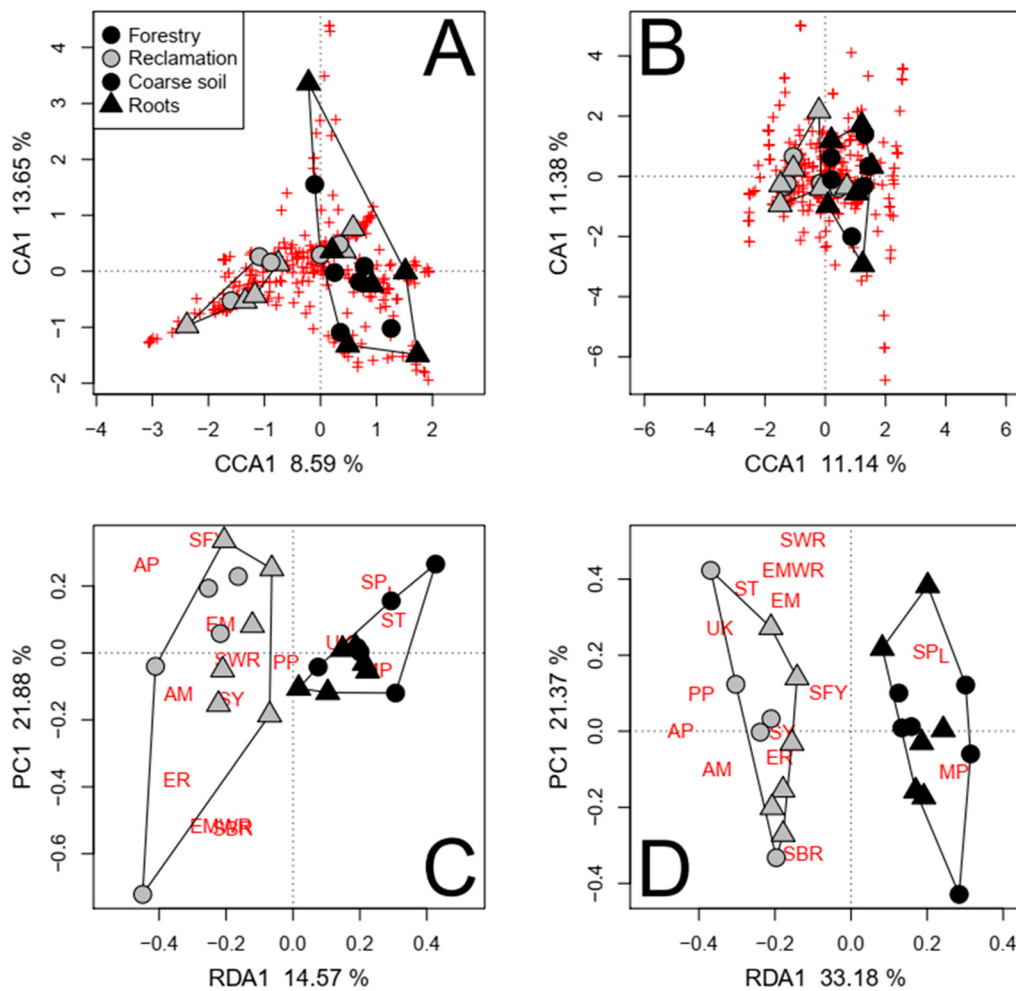 A
Forestry
Reclamation
Coarse soil
Roots
4
3
2
1
0
−1
−2
CA1 13.65 %
−4 −3 −2 −1 0 1 2
CCA1 8.59 %
B
4
2
0
−2
−4
−6
CA1 11.38 %
−6 −4 −2 0 2 4 6
CCA1 11.14 %
C
0.2
0.0
−0.2
−0.4
−0.6
PC1 21.88 %
SFY
AP
SP
L
ST
EM
UK
SWR
PP
MP
AM
SY
ER
EMWR
SBR
−0.4 −0.2 0.0 0.2 0.4
RDA1 14.57 %
D
0.4
0.2
0.0
−0.2
−0.4
PC1 21.37 %
SWR
EMWR
ST
EM
UK
SP
L
PP
SFY
AP
SY
ER
AM
MP
SBR
−0.4 −0.2 0.0 0.2 0.4
RDA1 33.18 %